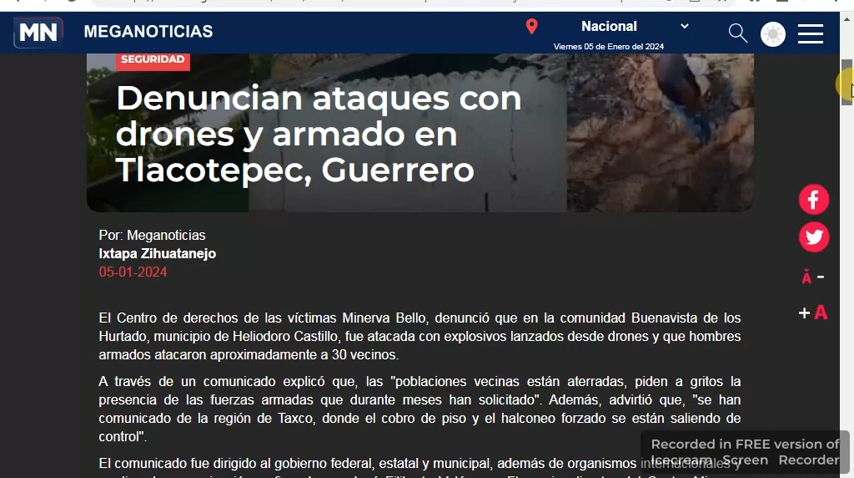 MN MEGANOTICIAS
Nacional
Viernes 05 de Enero del 2024
SEGURIDAD
Denuncian ataques con
drones y armado en
Tlacotepec, Guerrero
Por: Meganoticias
Ixtapa Zihuatanejo
05-01-2024
A -
+ A
El Centro de derechos de las víctimas Minerva Bello, denunció que en la comunidad Buenavista de los
Hurtado, municipio de Heliodoro Castillo, fue atacada con explosivos lanzados desde drones y que hombres
armados atacaron aproximadamente a 30 vecinos.
A través de un comunicado explicó que, las "poblaciones vecinas están aterradas, piden a gritos la
presencia de las fuerzas armadas que durante meses han solicitado". Además, advirtió que, "se han
comunicado de la región de Taxco, donde el cobro de piso y el halconeo forzado se están saliendo de
control".
El comunicado fue dirigido al gobierno federal, estatal y municipal, además de organismos internacionales y
Recorded in FREE version of
Icecream Screen Recorder